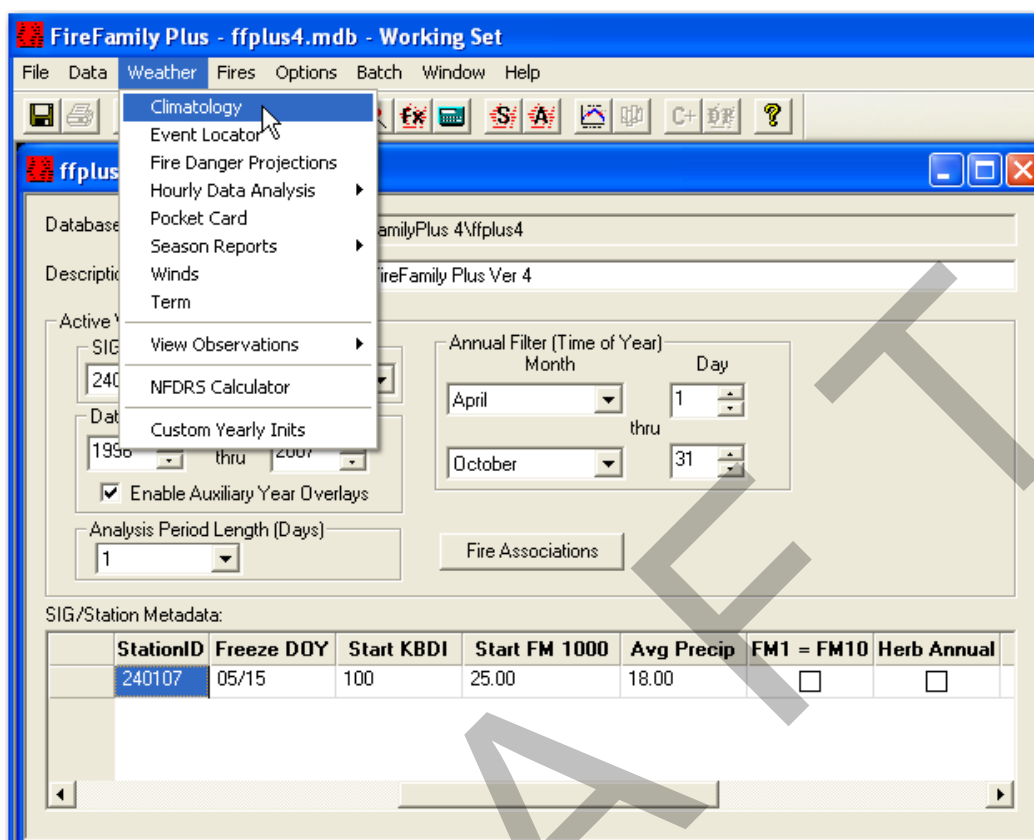 FireFamily Plus - ffplus4.mdb - Working Set
File Data Weather Fires Options Batch Window Help
Climatology
Event Locator
Fire Danger Projections
Hourly Data Analysis
Pocket Card
Season Reports
Winds
Term
View Observations
NFDRS Calculator
Custom Yearly Inits
fx S A C+ ?
ffplus
Database amilyPlus 4\ffplus4
Descriptio ireFamily Plus Ver 4
Active
SIG
240
Dat
thru 2007
Enable Auxiliary Year Overlays
Analysis Period Length (Days)
1
Annual Filter (Time of Year)
Month Day
April 1
thru
October 31
Fire Associations
SIG/Station Metadata:
StationID Freeze DOY Start KBDI Start FM 1000 Avg Precip FM1 = FM10 Herb Annual
240107 05/15 100 25.00 18.00
A F T